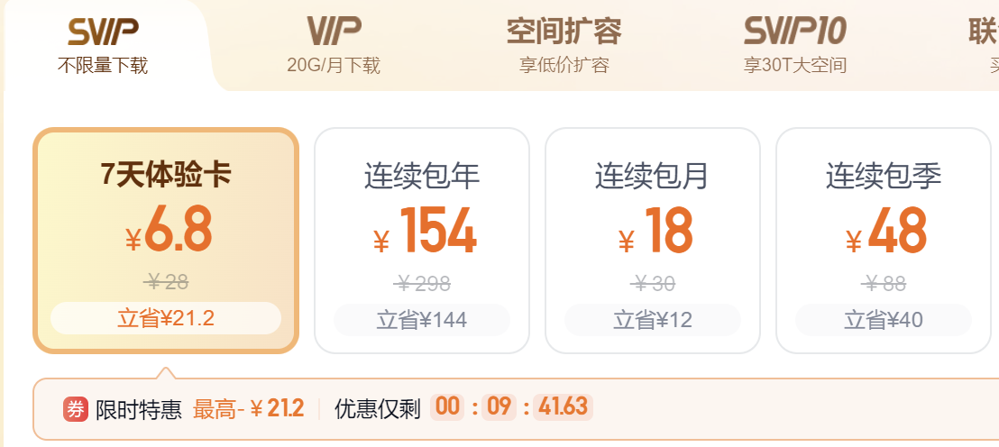 SVIP
不限量下载
VIP
20G/月下载
空间扩容
享低价扩容
SVIP10
享30T大空间
7天体验卡
¥6.8
¥28
立省¥21.2
连续包年
¥154
¥298
立省¥144
连续包月
¥18
¥30
立省¥12
连续包季
¥48
¥88
立省¥40
券 限时特惠 最高-¥21.2 优惠仅剩 00 : 09 : 41.63